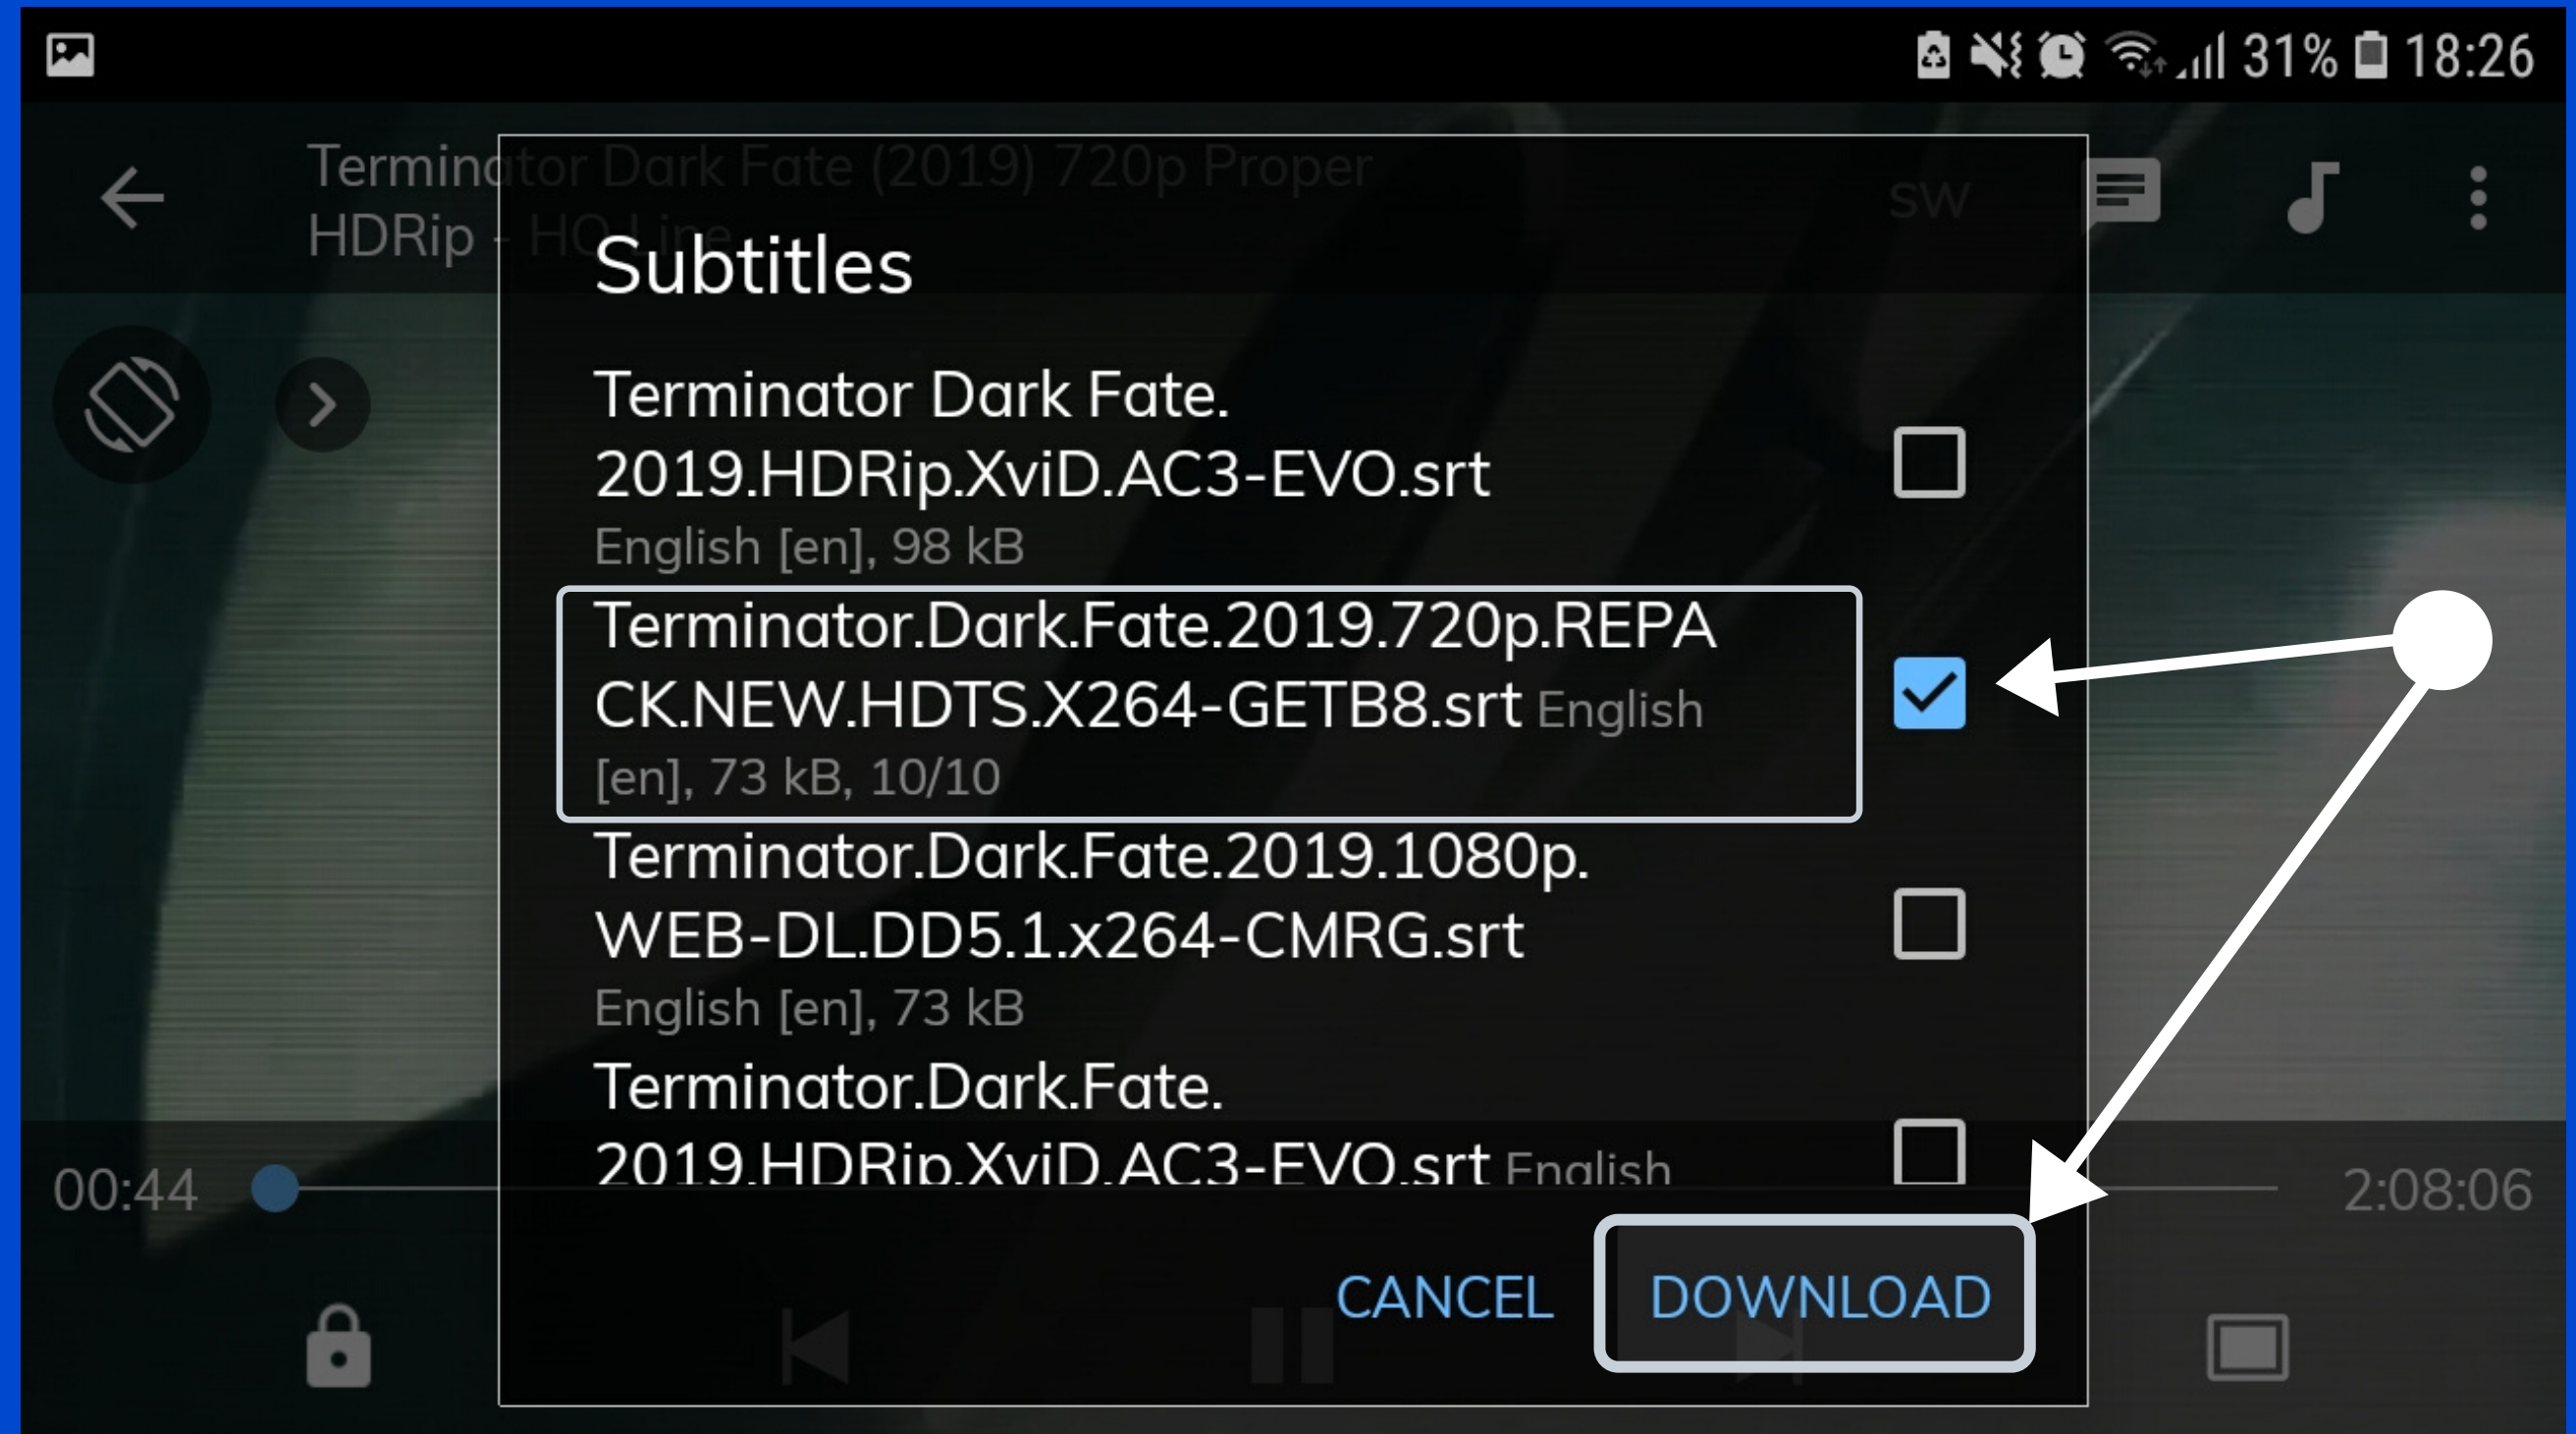 31% 18:26
Terminator Dark Fate (2019) 720p Proper
HDRip - HQ Line
SW
Subtitles
Terminator Dark Fate.
2019.HDRip.XviD.AC3-EVO.srt
English [en], 98 kB
Terminator.Dark.Fate.2019.720p.REPA
CK.NEW.HDTS.X264-GETB8.srt English
[en], 73 kB, 10/10
Terminator.Dark.Fate.2019.1080p.
WEB-DL.DD5.1.x264-CMRG.srt
English [en], 73 kB
Terminator.Dark.Fate.
2019.HDRip.XviD.AC3-EVO.srt English
00:44
2:08:06
CANCEL DOWNLOAD